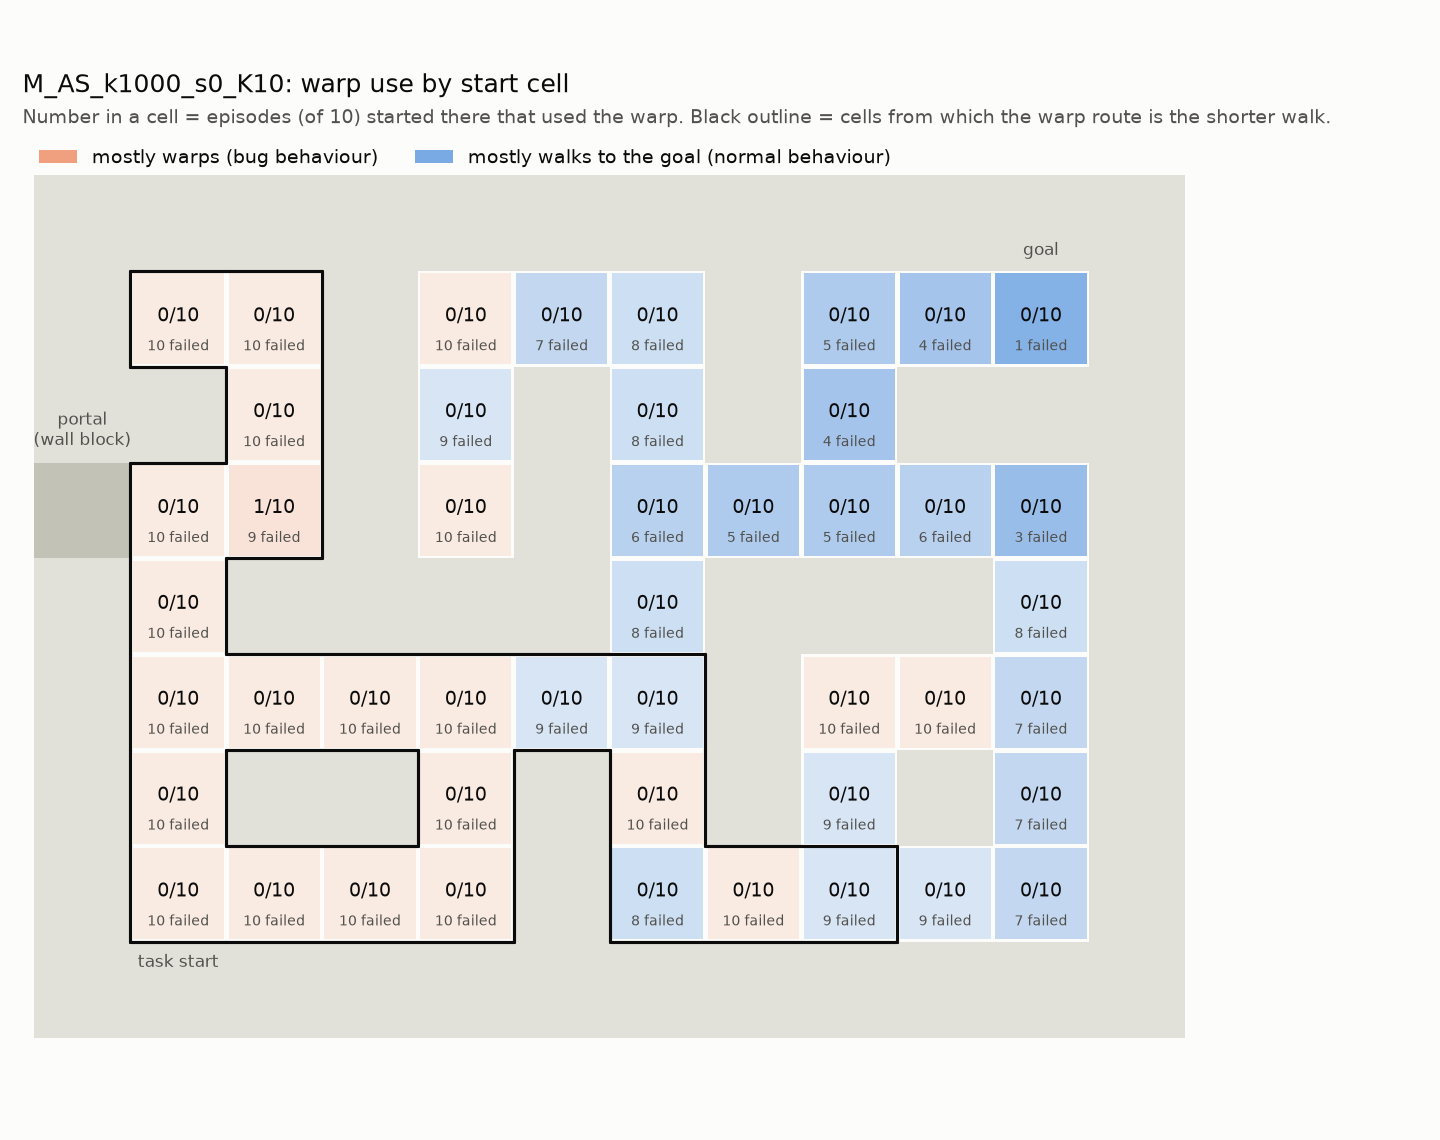 M_AS_k1000_s0_K10: warp use by start cell
Number in a cell = episodes (of 10) started there that used the warp. Black outline = cells from which the warp route is the shorter walk.
mostly warps (bug behaviour) mostly walks to the goal (normal behaviour)
goal
0/10 0/10 0/10 0/10 0/10 0/10 0/10 0/10
10 failed 10 failed 10 failed 7 failed 8 failed 5 failed 4 failed 1 failed
portal
(wall block)
0/10 0/10 0/10 0/10
10 failed 9 failed 8 failed 4 failed
0/10 1/10 0/10 0/10 0/10 0/10 0/10 0/10
10 failed 9 failed 10 failed 6 failed 5 failed 5 failed 6 failed 3 failed
0/10 0/10 0/10
10 failed 8 failed 8 failed
0/10 0/10 0/10 0/10 0/10 0/10 0/10 0/10 0/10
10 failed 10 failed 10 failed 10 failed 9 failed 9 failed 10 failed 10 failed 7 failed
0/10 0/10 0/10 0/10 0/10
10 failed 10 failed 10 failed 9 failed 7 failed
0/10 0/10 0/10 0/10 0/10 0/10 0/10 0/10 0/10
10 failed 10 failed 10 failed 10 failed 8 failed 10 failed 9 failed 9 failed 7 failed
task start